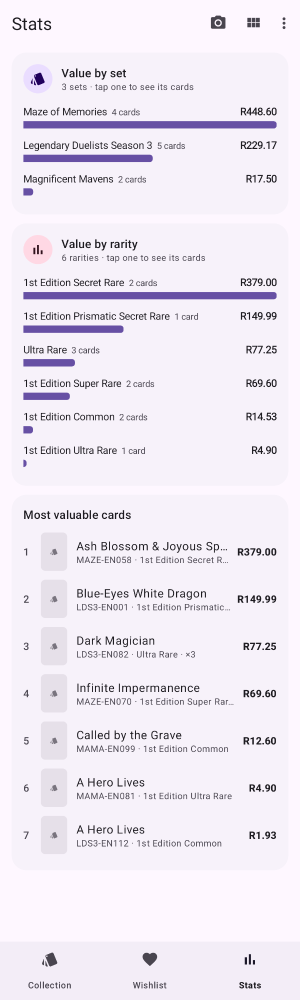 Stats
Value by set
3 sets · tap one to see its cards
Maze of Memories 4 cards R448.60
Legendary Duelists Season 3 5 cards R229.17
Magnificent Mavens 2 cards R17.50
Value by rarity
6 rarities · tap one to see its cards
1st Edition Secret Rare 2 cards R379.00
1st Edition Prismatic Secret Rare 1 card R149.99
Ultra Rare 3 cards R77.25
1st Edition Super Rare 2 cards R69.60
1st Edition Common 2 cards R14.53
1st Edition Ultra Rare 1 card R4.90
Most valuable cards
1 Ash Blossom & Joyous Sp… R379.00
MAZE-EN058 · 1st Edition Secret R…
2 Blue-Eyes White Dragon R149.99
LDS3-EN001 · 1st Edition Prismatic…
3 Dark Magician R77.25
LDS3-EN082 · Ultra Rare · ×3
4 Infinite Impermanence R69.60
MAZE-EN070 · 1st Edition Super Rar…
5 Called by the Grave R12.60
MAMA-EN099 · 1st Edition Common
6 A Hero Lives R4.90
MAMA-EN081 · 1st Edition Ultra Rare
7 A Hero Lives R1.93
LDS3-EN112 · 1st Edition Common
Collection Wishlist Stats